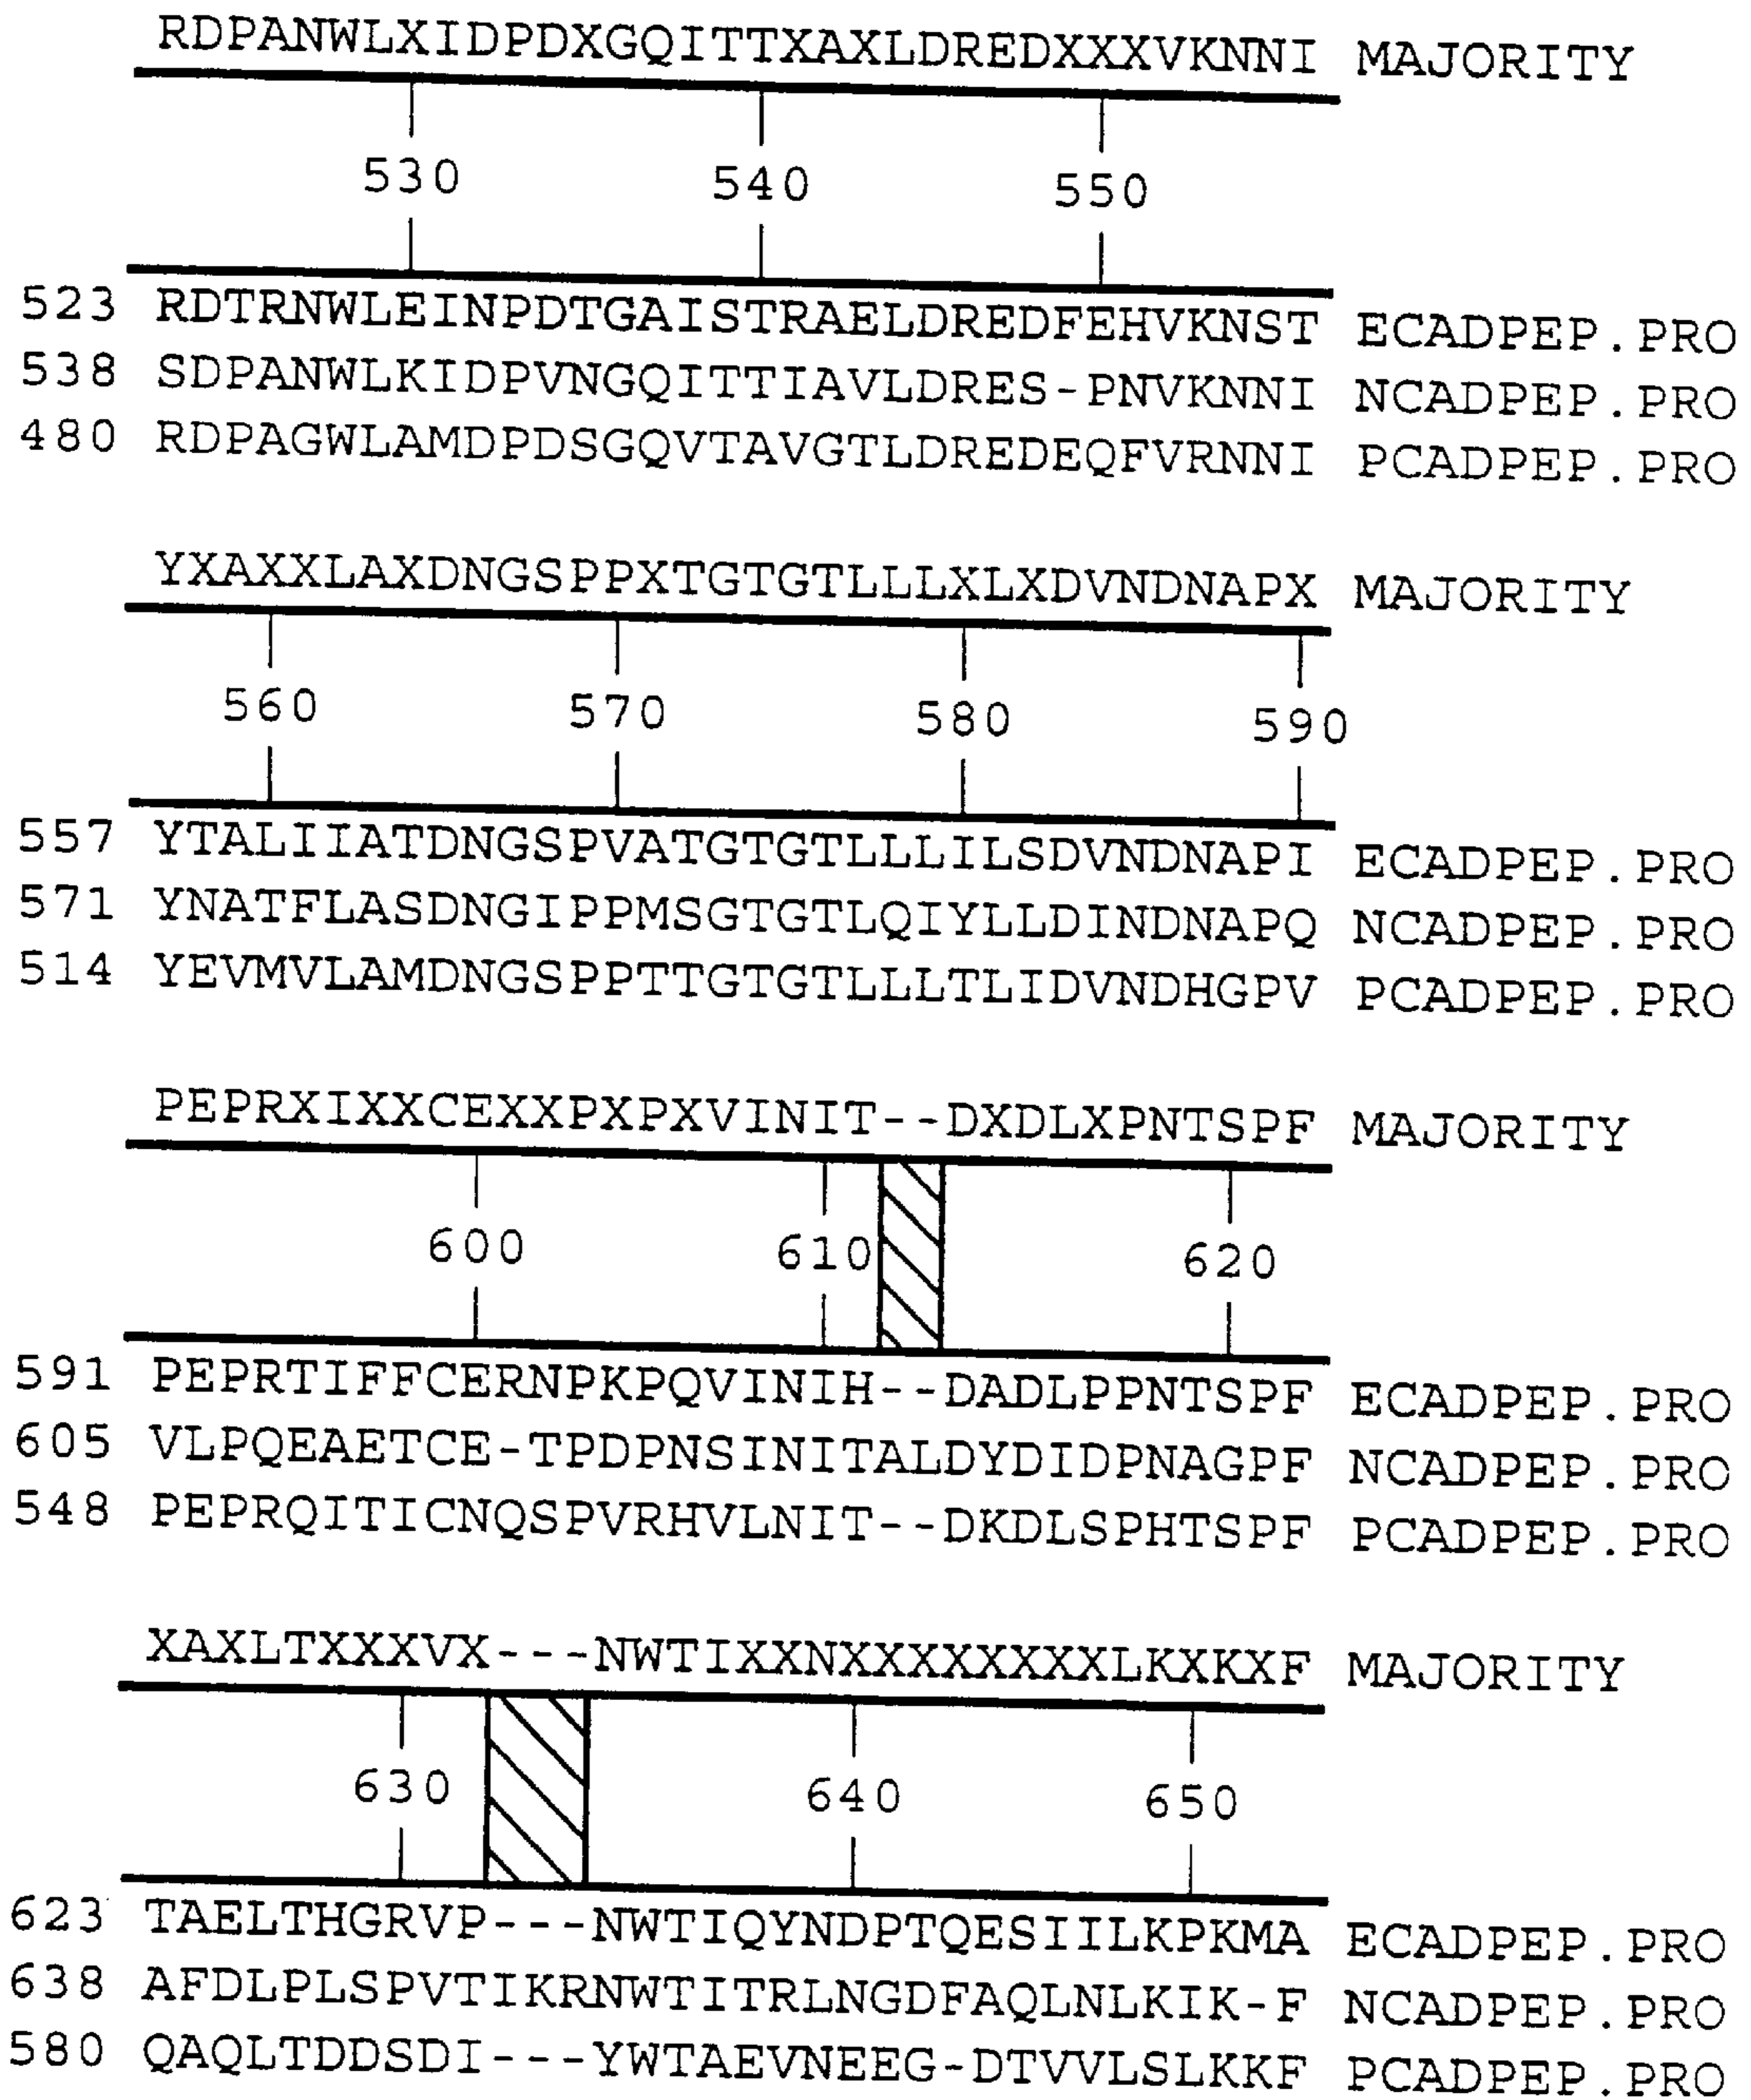 RDPANWLXIDPDXGQITTXAXLDREDXXXVKNNI MAJORITY
530 540 550
523 RDTRNWLEINPDTGAISTRAELDREDFEHVKNST ECADPEP.PRO
538 SDPANWLKIDPVNGQITTIAVLDRES-PNVKNNI NCADPEP.PRO
480 RDPAGWLAMDPDSGQVTAVGTLDREDEQFVRNNI PCADPEP.PRO
YXAXXLAXDNGSPPXTGTGTLLLXLXDVNDNAPX MAJORITY
560 570 580 590
557 YTALIIATDNGSPVATGTGTLLLILSDVNDNAPI ECADPEP.PRO
571 YNATFLASDNGIPPMSGTGTLQIYLLDINDNAPQ NCADPEP.PRO
514 YEVMVLAMDNGSPPTTGTGTLLLTLIDVNDHGPV PCADPEP.PRO
PEPRXIXXCEXXPXPXVINIT--DXDLXPNTSPF MAJORITY
600 610 620
591 PEPRTIFFCERNPKPQVINIH--DADLPPNTSPF ECADPEP.PRO
605 VLPQEAETCE-TPDPNSINITALDYDIDPNAGPF NCADPEP.PRO
548 PEPRQITICNQSPVRHVLNIT--DKDLSPHTSPF PCADPEP.PRO
XAXLTXXXVX---NWTIXXNXXXXXXXXLKXKXF MAJORITY
630 640 650
623 TAELTHGRVP---NWTIQYNDPTQESIILKPKMA ECADPEP.PRO
638 AFDLPLSPVTIKRNWTITRLNGDFAQLNLKIK-F NCADPEP.PRO
580 QAQLTDDSDI---YWTAEVNEEG-DTVVLSLKKF PCADPEP.PRO